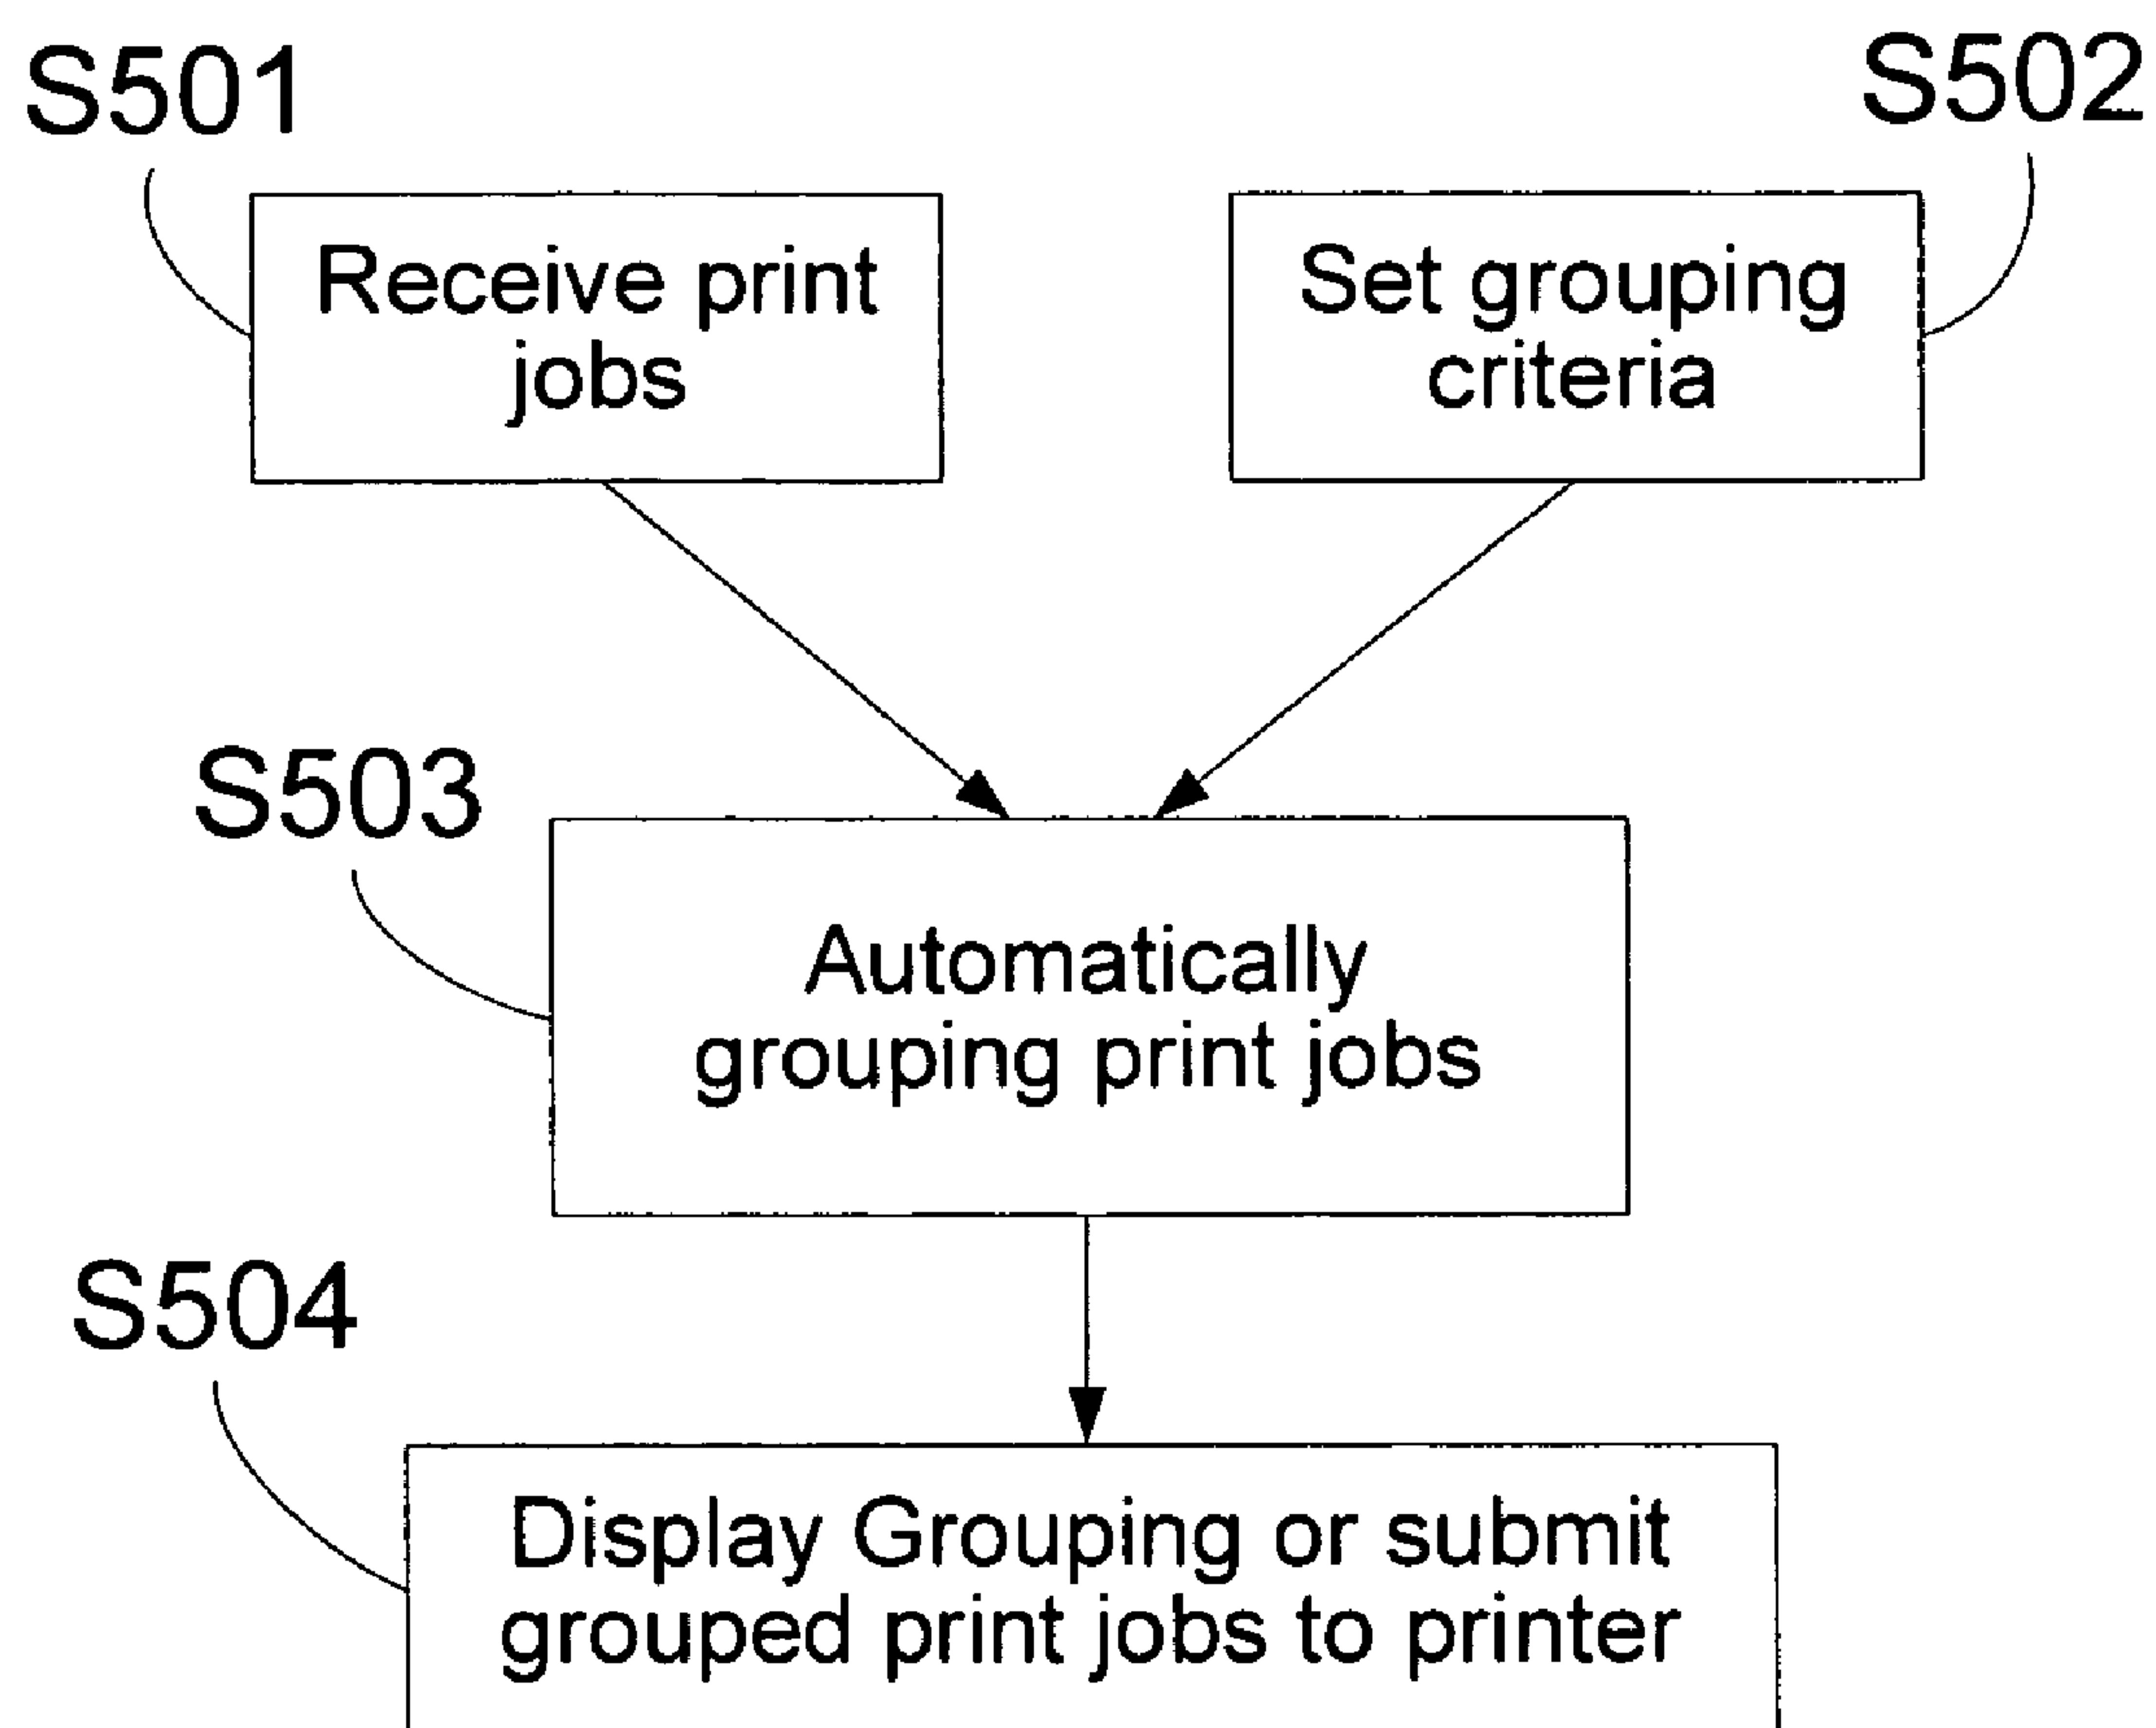 S501
S502
Receive print
jobs
Set grouping
criteria
S503
Automatically
grouping print jobs
S504
Display Grouping or submit
grouped print jobs to printer